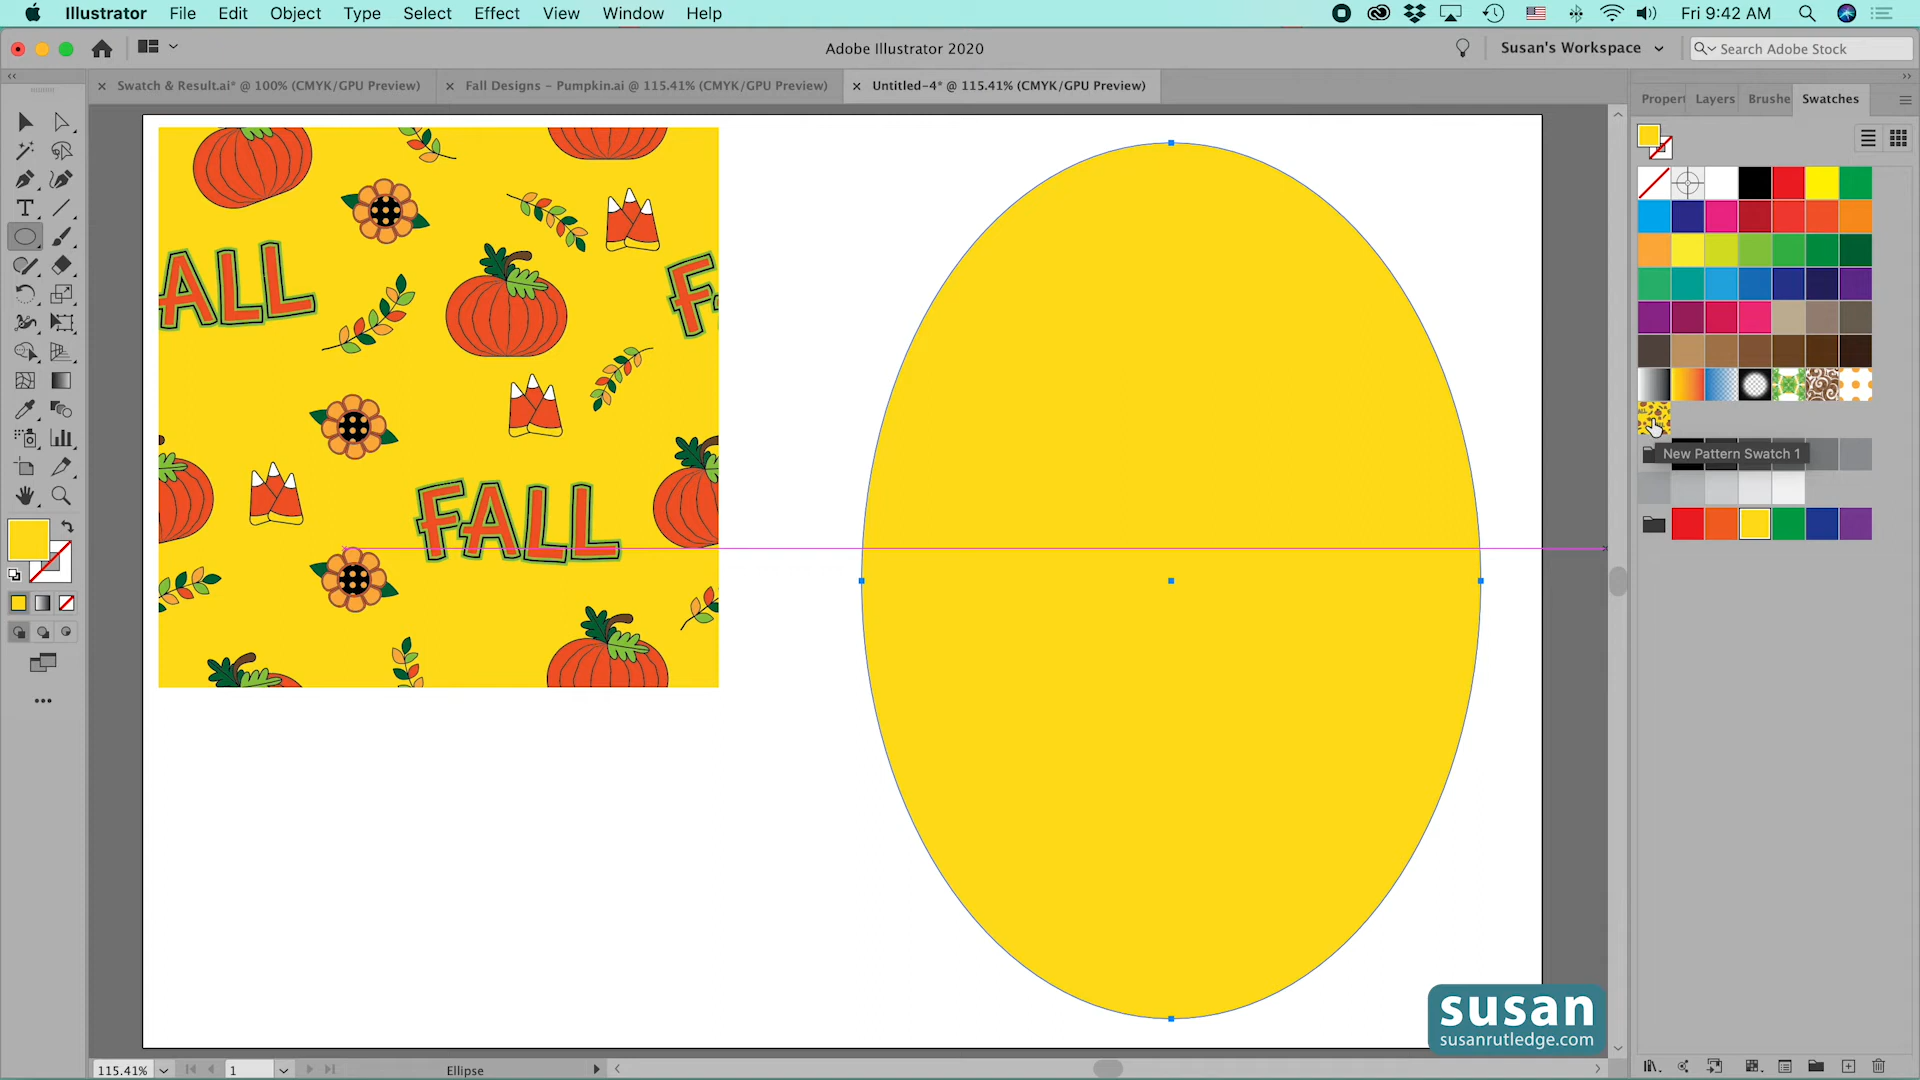 Illustrator File Edit Object Type Select Effect View Window Help Fri 9:42 AM
Adobe Illustrator 2020 Susan's Workspace Search Adobe Stock
Swatch & Result.ai* @ 100% (CMYK/GPU Preview) Fall Designs - Pumpkin.ai @ 115.41% (CMYK/GPU Preview) Untitled-4* @ 115.41% (CMYK/GPU Preview)
Propert Layers Brushe Swatches
ALL
FA
FALL
New Pattern Swatch 1
susan
susanrutledge.com
115.41% 1 Ellipse